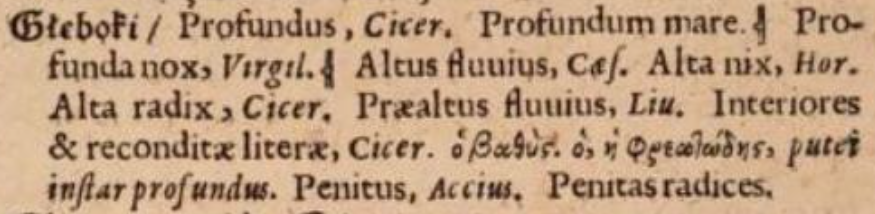 Głeboki / Profundus, Cicer. Profundum mare. ¶ Pro-
funda nox, Virgil. ¶ Altus fluuius, Cæſ. Alta nix, Hor.
Alta radix, Cicer. Præaltus fluuius, Liu. Interiores
& reconditæ literæ, Cicer. ὁ βαθὺς. ὁ, ἡ φρεατώδης, putei
inſtar profundus. Penitus, Accius. Penitas radices.